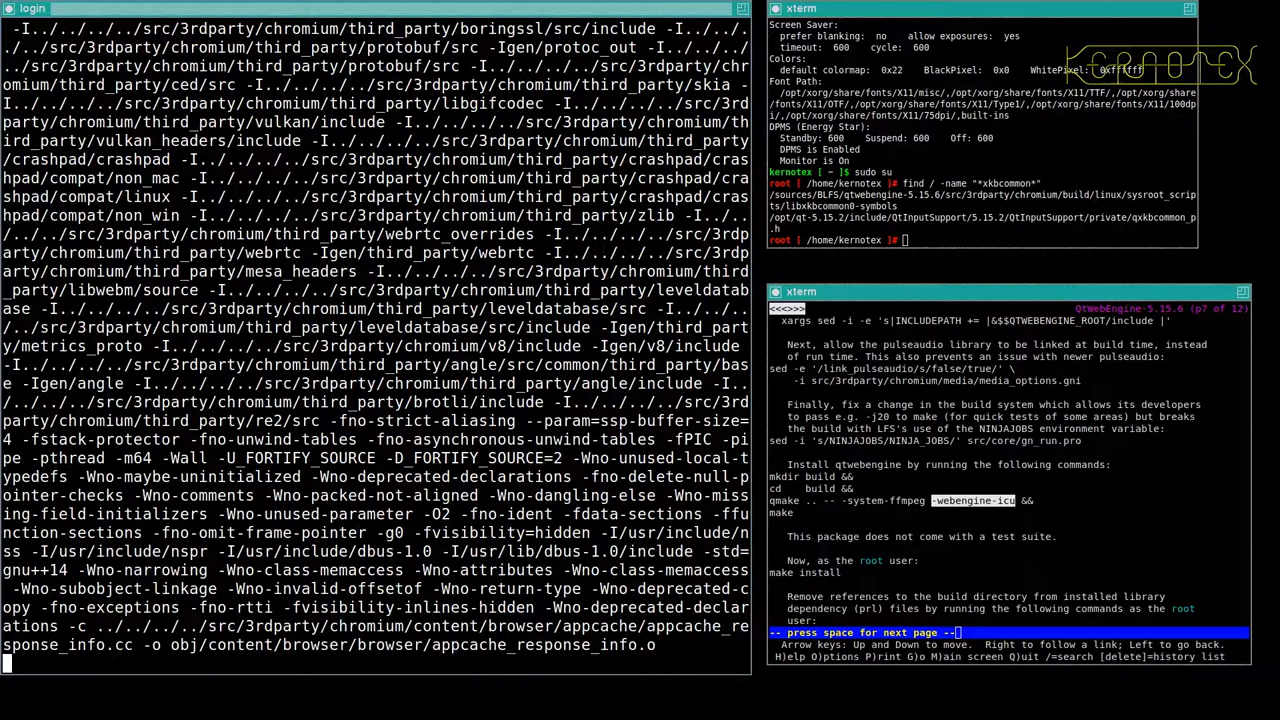 login
-I../../../../src/3rdparty/chromium/third_party/boringssl/src/include -I../../.
./../src/3rdparty/chromium/third_party/protobuf/src -Igen/protoc_out -I../../../
../src/3rdparty/chromium/third_party/protobuf/src -I../../../../src/3rdparty/chr
omium/third_party/ced/src -I../../../../src/3rdparty/chromium/third_party/skia -
I../../../../src/3rdparty/chromium/third_party/libgifcodec -I../../../../src/3rd
party/chromium/third_party/vulkan/include -I../../../../src/3rdparty/chromium/th
ird_party/vulkan_headers/include -I../../../../src/3rdparty/chromium/third_party
/crashpad/crashpad -I../../../../src/3rdparty/chromium/third_party/crashpad/cras
hpad/compat/non_mac -I../../../../src/3rdparty/chromium/third_party/crashpad/cra
shpad/compat/linux -I../../../../src/3rdparty/chromium/third_party/crashpad/cras
hpad/compat/non_win -I../../../../src/3rdparty/chromium/third_party/zlib -I../..
/../../src/3rdparty/chromium/third_party/webrtc_overrides -I../../../../src/3rdp
arty/chromium/third_party/webrtc -Igen/third_party/webrtc -I../../../../src/3rdp
arty/chromium/third_party/mesa_headers -I../../../../src/3rdparty/chromium/third
_party/libwebm/source -I../../../../src/3rdparty/chromium/third_party/leveldatab
ase -I../../../../src/3rdparty/chromium/third_party/leveldatabase/src -I../../..
/../src/3rdparty/chromium/third_party/leveldatabase/src/include -Igen/third_part
y/metrics_proto -I../../../../src/3rdparty/chromium/v8/include -Igen/v8/include
-I../../../../src/3rdparty/chromium/third_party/angle/src/common/third_party/bas
e -Igen/angle -I../../../../src/3rdparty/chromium/third_party/angle/include -I..
/../../../src/3rdparty/chromium/third_party/brotli/include -I../../../../src/3rd
party/chromium/third_party/re2/src -fno-strict-aliasing --param=ssp-buffer-size=
4 -fstack-protector -fno-unwind-tables -fno-asynchronous-unwind-tables -fPIC -pi
pe -pthread -m64 -Wall -U_FORTIFY_SOURCE -D_FORTIFY_SOURCE=2 -Wno-unused-local-t
ypedefs -Wno-maybe-uninitialized -Wno-deprecated-declarations -fno-delete-null-p
ointer-checks -Wno-comments -Wno-packed-not-aligned -Wno-dangling-else -Wno-miss
ing-field-initializers -Wno-unused-parameter -O2 -fno-ident -fdata-sections -ffu
nction-sections -fno-omit-frame-pointer -g0 -fvisibility=hidden -I/usr/include/n
ss -I/usr/include/nspr -I/usr/include/dbus-1.0 -I/usr/lib/dbus-1.0/include -std=
gnu++14 -Wno-narrowing -Wno-class-memaccess -Wno-attributes -Wno-class-memaccess
-Wno-subobject-linkage -Wno-invalid-offsetof -Wno-return-type -Wno-deprecated-c
opy -fno-exceptions -fno-rtti -fvisibility-inlines-hidden -Wno-deprecated-declar
ations -c ../../../../src/3rdparty/chromium/content/browser/appcache/appcache_re
sponse_info.cc -o obj/content/browser/browser/appcache_response_info.o
xterm
KERNOTEX
Screen Saver:
prefer blanking: no allow exposures: yes
timeout: 600 cycle: 600
Colors:
default colormap: 0x22 BlackPixel: 0x0 WhitePixel: 0xffffff
Font Path:
/opt/xorg/share/fonts/X11/misc/,/opt/xorg/share/fonts/X11/TTF/,/opt/xorg/share
/fonts/X11/OTF/,/opt/xorg/share/fonts/X11/Type1/,/opt/xorg/share/fonts/X11/100dp
i/,/opt/xorg/share/fonts/X11/75dpi/,built-ins
DPMS (Energy Star):
Standby: 600 Suspend: 600 Off: 600
DPMS is Enabled
Monitor is On
kernotex [ ~ ]$ sudo su
root [ /home/kernotex ]# find / -name "*xkbcommon*"
/sources/BLFS/qtwebengine-5.15.6/src/3rdparty/chromium/build/linux/sysroot_scrip
ts/libxkbcommon0-symbols
/opt/qt-5.15.2/include/QtInputSupport/5.15.2/QtInputSupport/private/qxkbcommon_p
.h
root [ /home/kernotex ]#
xterm
<<<>>> QtWebEngine-5.15.6 (p7 of 12)
xargs sed -i -e 's|INCLUDEPATH += |&$$QTWEBENGINE_ROOT/include |'
Next, allow the pulseaudio library to be linked at build time, instead
of run time. This also prevents an issue with newer pulseaudio:
sed -e '/link_pulseaudio/s/false/true/' \
-i src/3rdparty/chromium/media/media_options.gni
Finally, fix a change in the build system which allows its developers
to pass e.g. -j20 to make (for quick tests of some areas) but breaks
the build with LFS's use of the NINJAJOBS environment variable:
sed -i 's/NINJAJOBS/NINJA_JOBS/' src/core/gn_run.pro
Install qtwebengine by running the following commands:
mkdir build &&
cd build &&
qmake .. -- -system-ffmpeg -webengine-icu &&
make
This package does not come with a test suite.
Now, as the root user:
make install
Remove references to the build directory from installed library
dependency (prl) files by running the following commands as the root
user:
-- press space for next page --
Arrow keys: Up and Down to move. Right to follow a link; Left to go back.
H)elp O)ptions P)rint G)o M)ain screen Q)uit /=search [delete]=history list